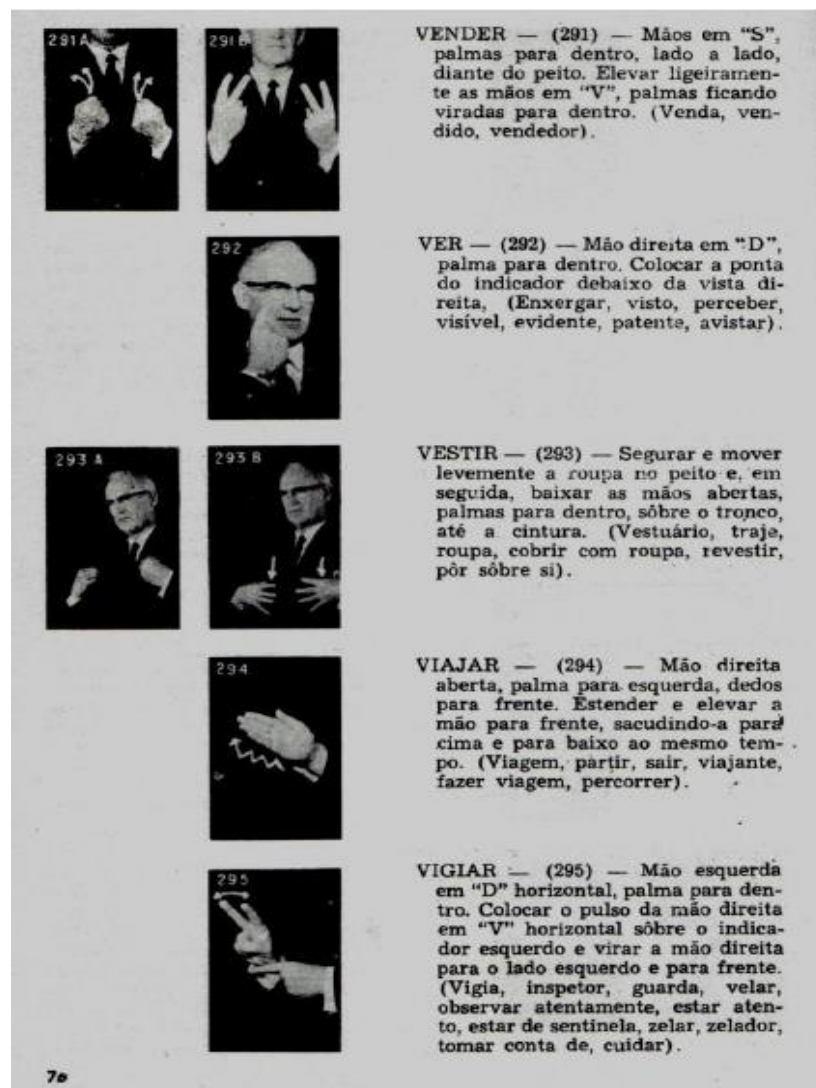 291A
291B
VENDER — (291) — Mãos em "S",
palmas para dentro, lado a lado,
diante do peito. Elevar ligeiramen-
te as mãos em "V", palmas ficando
viradas para dentro. (Venda, ven-
dido, vendedor).
292
VER — (292) — Mão direita em "D",
palma para dentro. Colocar a ponta
do indicador debaixo da vista di-
reita, (Enxergar, visto, perceber,
visível, evidente, patente, avistar).
293 A
293 B
VESTIR — (293) — Segurar e mover
levemente a roupa no peito e, em
seguida, baixar as mãos abertas,
palmas para dentro, sôbre o tronco,
até a cintura. (Vestuário, traje,
roupa, cobrir com roupa, revestir,
pôr sôbre si).
294
VIAJAR — (294) — Mão direita
aberta, palma para esquerda, dedos
para frente. Estender e elevar a
mão para frente, sacudindo-a para
cima e para baixo ao mesmo tem-
po. (Viagem, partir, sair, viajante,
fazer viagem, percorrer).
295
VIGIAR — (295) — Mão esquerda
em "D" horizontal, palma para den-
tro. Colocar o pulso da mão direita
em "V" horizontal sôbre o indica-
dor esquerdo e virar a mão direita
para o lado esquerdo e para frente.
(Vigia, inspetor, guarda, velar,
observar atentamente, estar aten-
to, estar de sentinela, zelar, zelador,
tomar conta de, cuidar).